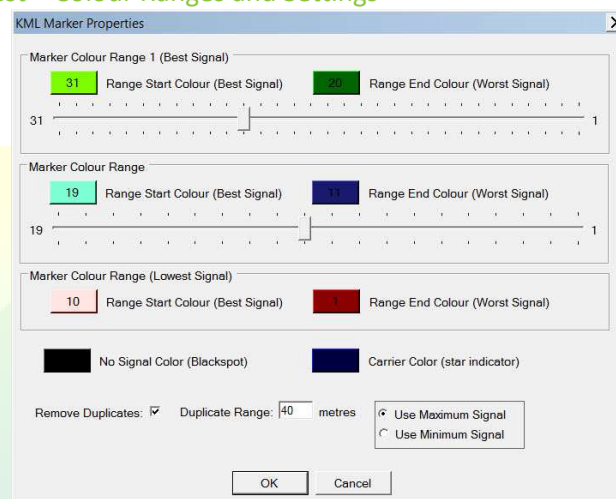 Colour Ranges and Settings
KML Marker Properties X
Marker Colour Range 1 (Best Signal)
31 Range Start Colour (Best Signal) 20 Range End Colour (Worst Signal)
31 1
Marker Colour Range
19 Range Start Colour (Best Signal) 11 Range End Colour (Worst Signal)
19 1
Marker Colour Range (Lowest Signal)
10 Range Start Colour (Best Signal) 1 Range End Colour (Worst Signal)
No Signal Color (Blackspot) Carrier Color (star indicator)
Remove Duplicates: Duplicate Range: 40 metres Use Maximum Signal
Use Minimum Signal
OK Cancel